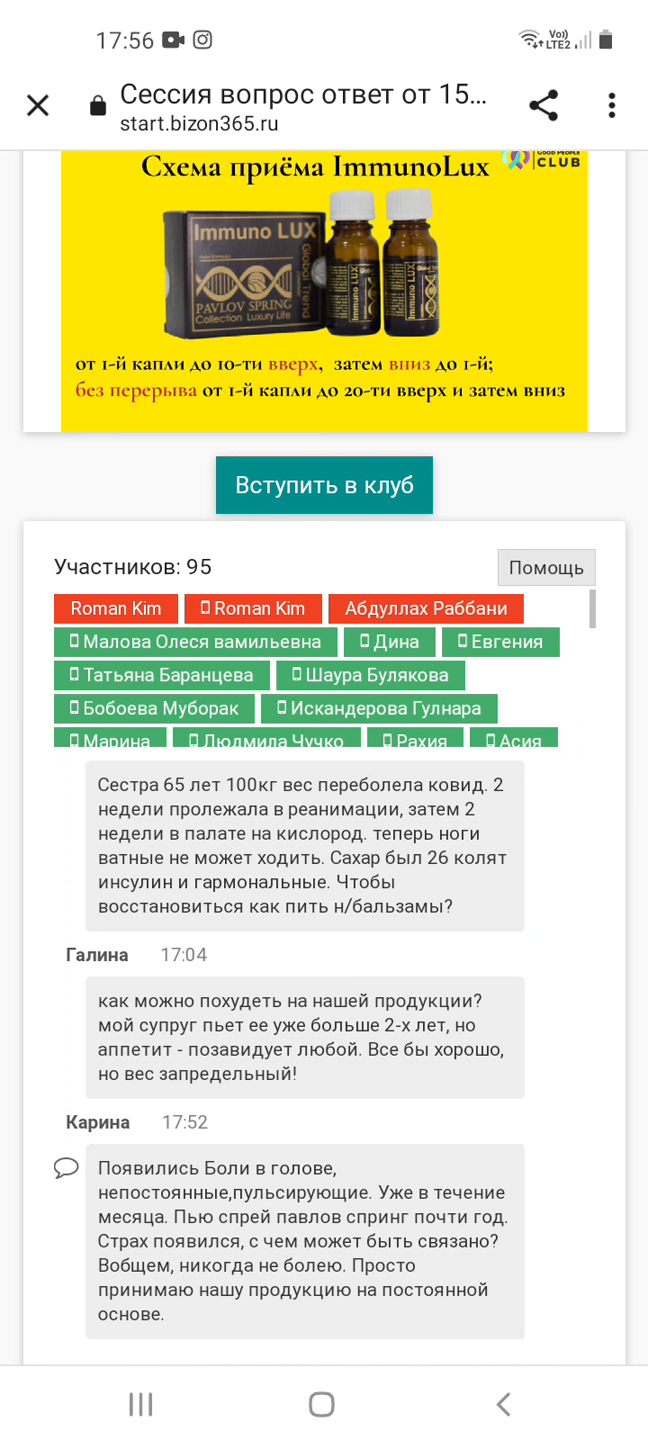 17:56
Vo)
LTE2
Сессия вопрос ответ от 15...
start.bizon365.ru
GOOD PEOPLE
CLUB
Схема приёма ImmunoLux
Immuno LUX
Global Trend
PAVLOV SPRING
Collection Luxury Life
Immuno LUX
Immuno LUX
от 1-й капли до 10-ти вверх, затем вниз до 1-й;
без перерыва от 1-й капли до 20-ти вверх и затем вниз
Вступить в клуб
Участников: 95
Помощь
Roman Kim
Roman Kim
Абдуллах Раббани
Малова Олеся вамильевна
Дина
Евгения
Татьяна Баранцева
Шаура Булякова
Бобоева Муборак
Искандерова Гулнара
Марина
Людмила Чучко
Рахия
Асия
Сестра 65 лет 100кг вес переболела ковид. 2
недели пролежала в реанимации, затем 2
недели в палате на кислород. теперь ноги
ватные не может ходить. Сахар был 26 колят
инсулин и гармональные. Чтобы
восстановиться как пить н/бальзамы?
Галина 17:04
как можно похудеть на нашей продукции?
мой супруг пьет ее уже больше 2-х лет, но
аппетит - позавидует любой. Все бы хорошо,
но вес запредельный!
Карина 17:52
Появились Боли в голове,
непостоянные,пульсирующие. Уже в течение
месяца. Пью спрей павлов спринг почти год.
Страх появился, с чем может быть связано?
Вобщем, никогда не болею. Просто
принимаю нашу продукцию на постоянной
основе.